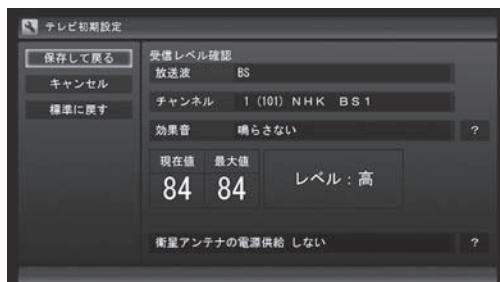 テレビ初期設定
保存して戻る
キャンセル
標準に戻す
受信レベル確認
放送波 BS
チャンネル 1 (101) NHK BS1
効果音 鳴らさない ?
現在値 最大値
84 84
レベル：高
衛星アンテナの電源供給 しない ?